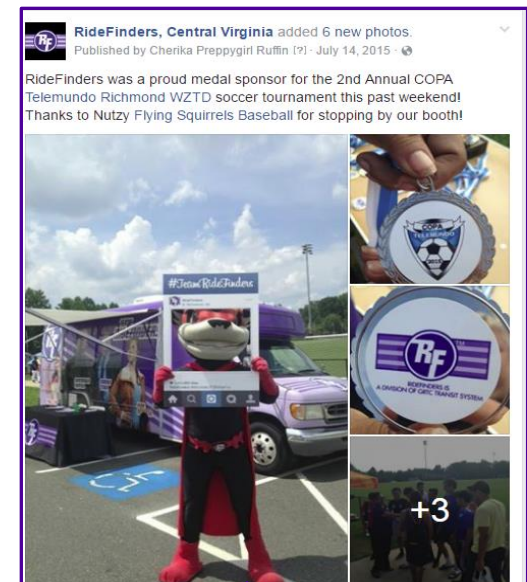 RideFinders, Central Virginia added 6 new photos.
Published by Cherika Preppygirl Ruffin [?] · July 14, 2015 ·
RideFinders was a proud medal sponsor for the 2nd Annual COPA
Telemundo Richmond WZTD soccer tournament this past weekend!
Thanks to Nutzy Flying Squirrels Baseball for stopping by our booth!
#TeamRideFinders
RF
COPA
TELEMUNDO
RF
RIDEFINDERS IS
A DIVISION OF GRTC TRANSIT SYSTEM
+3